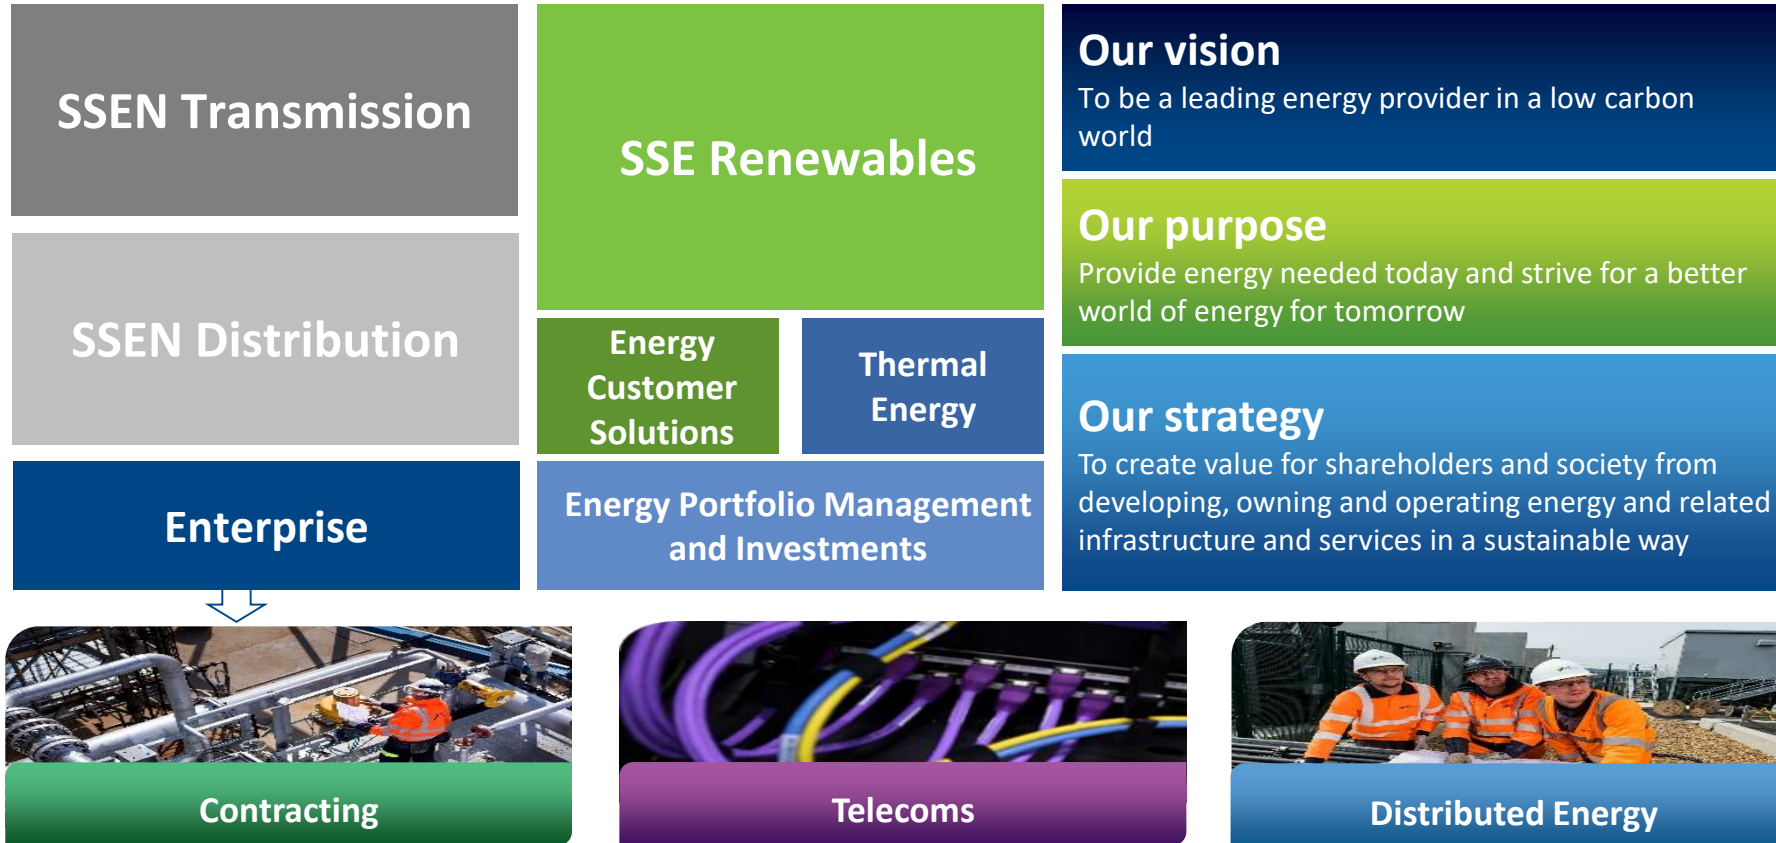 SSEN Transmission
SSEN Distribution
Enterprise
SSE Renewables
Energy
Customer
Solutions
Thermal
Energy
Energy Portfolio Management
and Investments
Our vision
To be a leading energy provider in a low carbon
world
Our purpose
Provide energy needed today and strive for a better
world of energy for tomorrow
Our strategy
To create value for shareholders and society from
developing, owning and operating energy and related
infrastructure and services in a sustainable way
Contracting
Telecoms
Distributed Energy